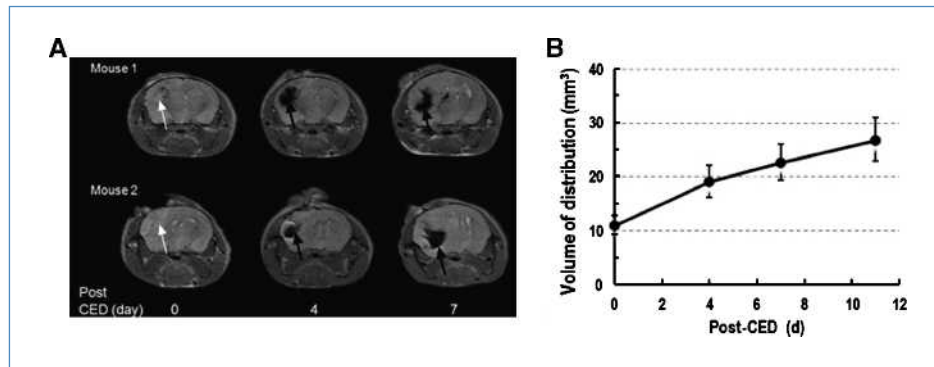 A
Mouse 1
Mouse 2
Post
CED (day) 0 4 7
B
Volume of distribution (mm³)
40
30
20
10
0
0 2 4 6 8 10 12
Post-CED (d)